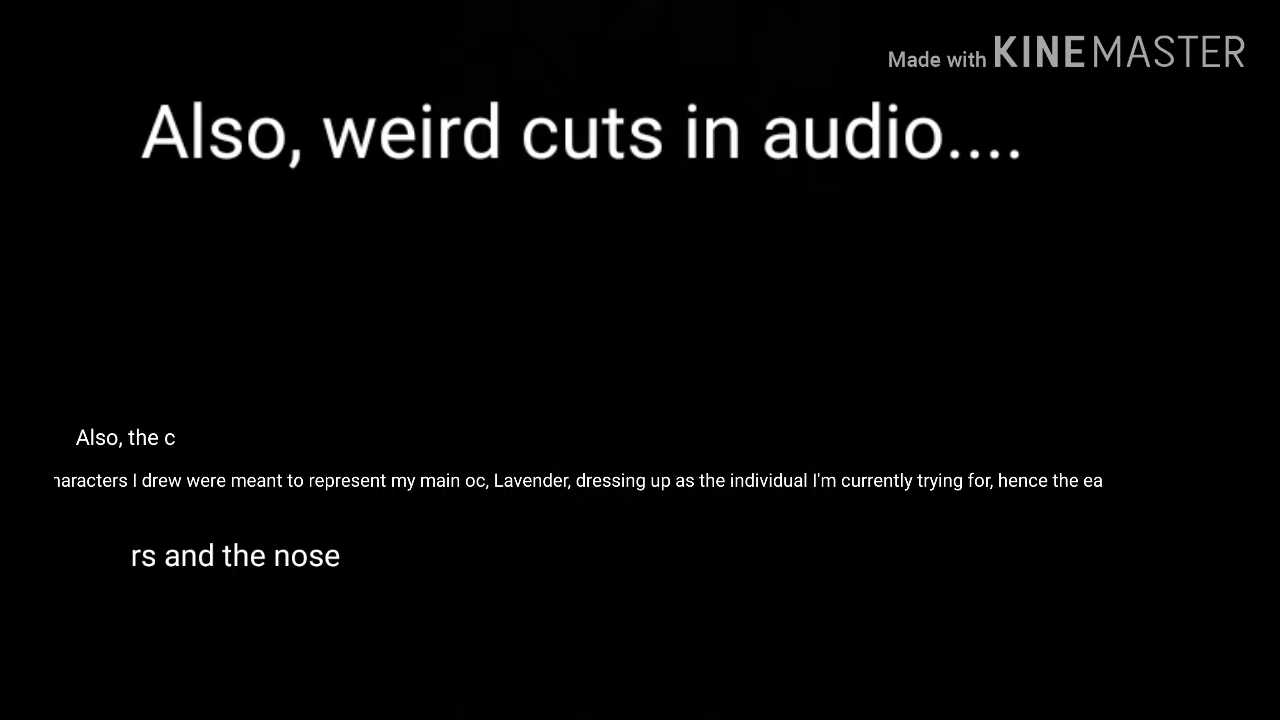 Made with KINEMASTER
Also, weird cuts in audio....
Also, the c
haracters I drew were meant to represent my main oc, Lavender, dressing up as the individual I'm currently trying for, hence the ea
rs and the nose